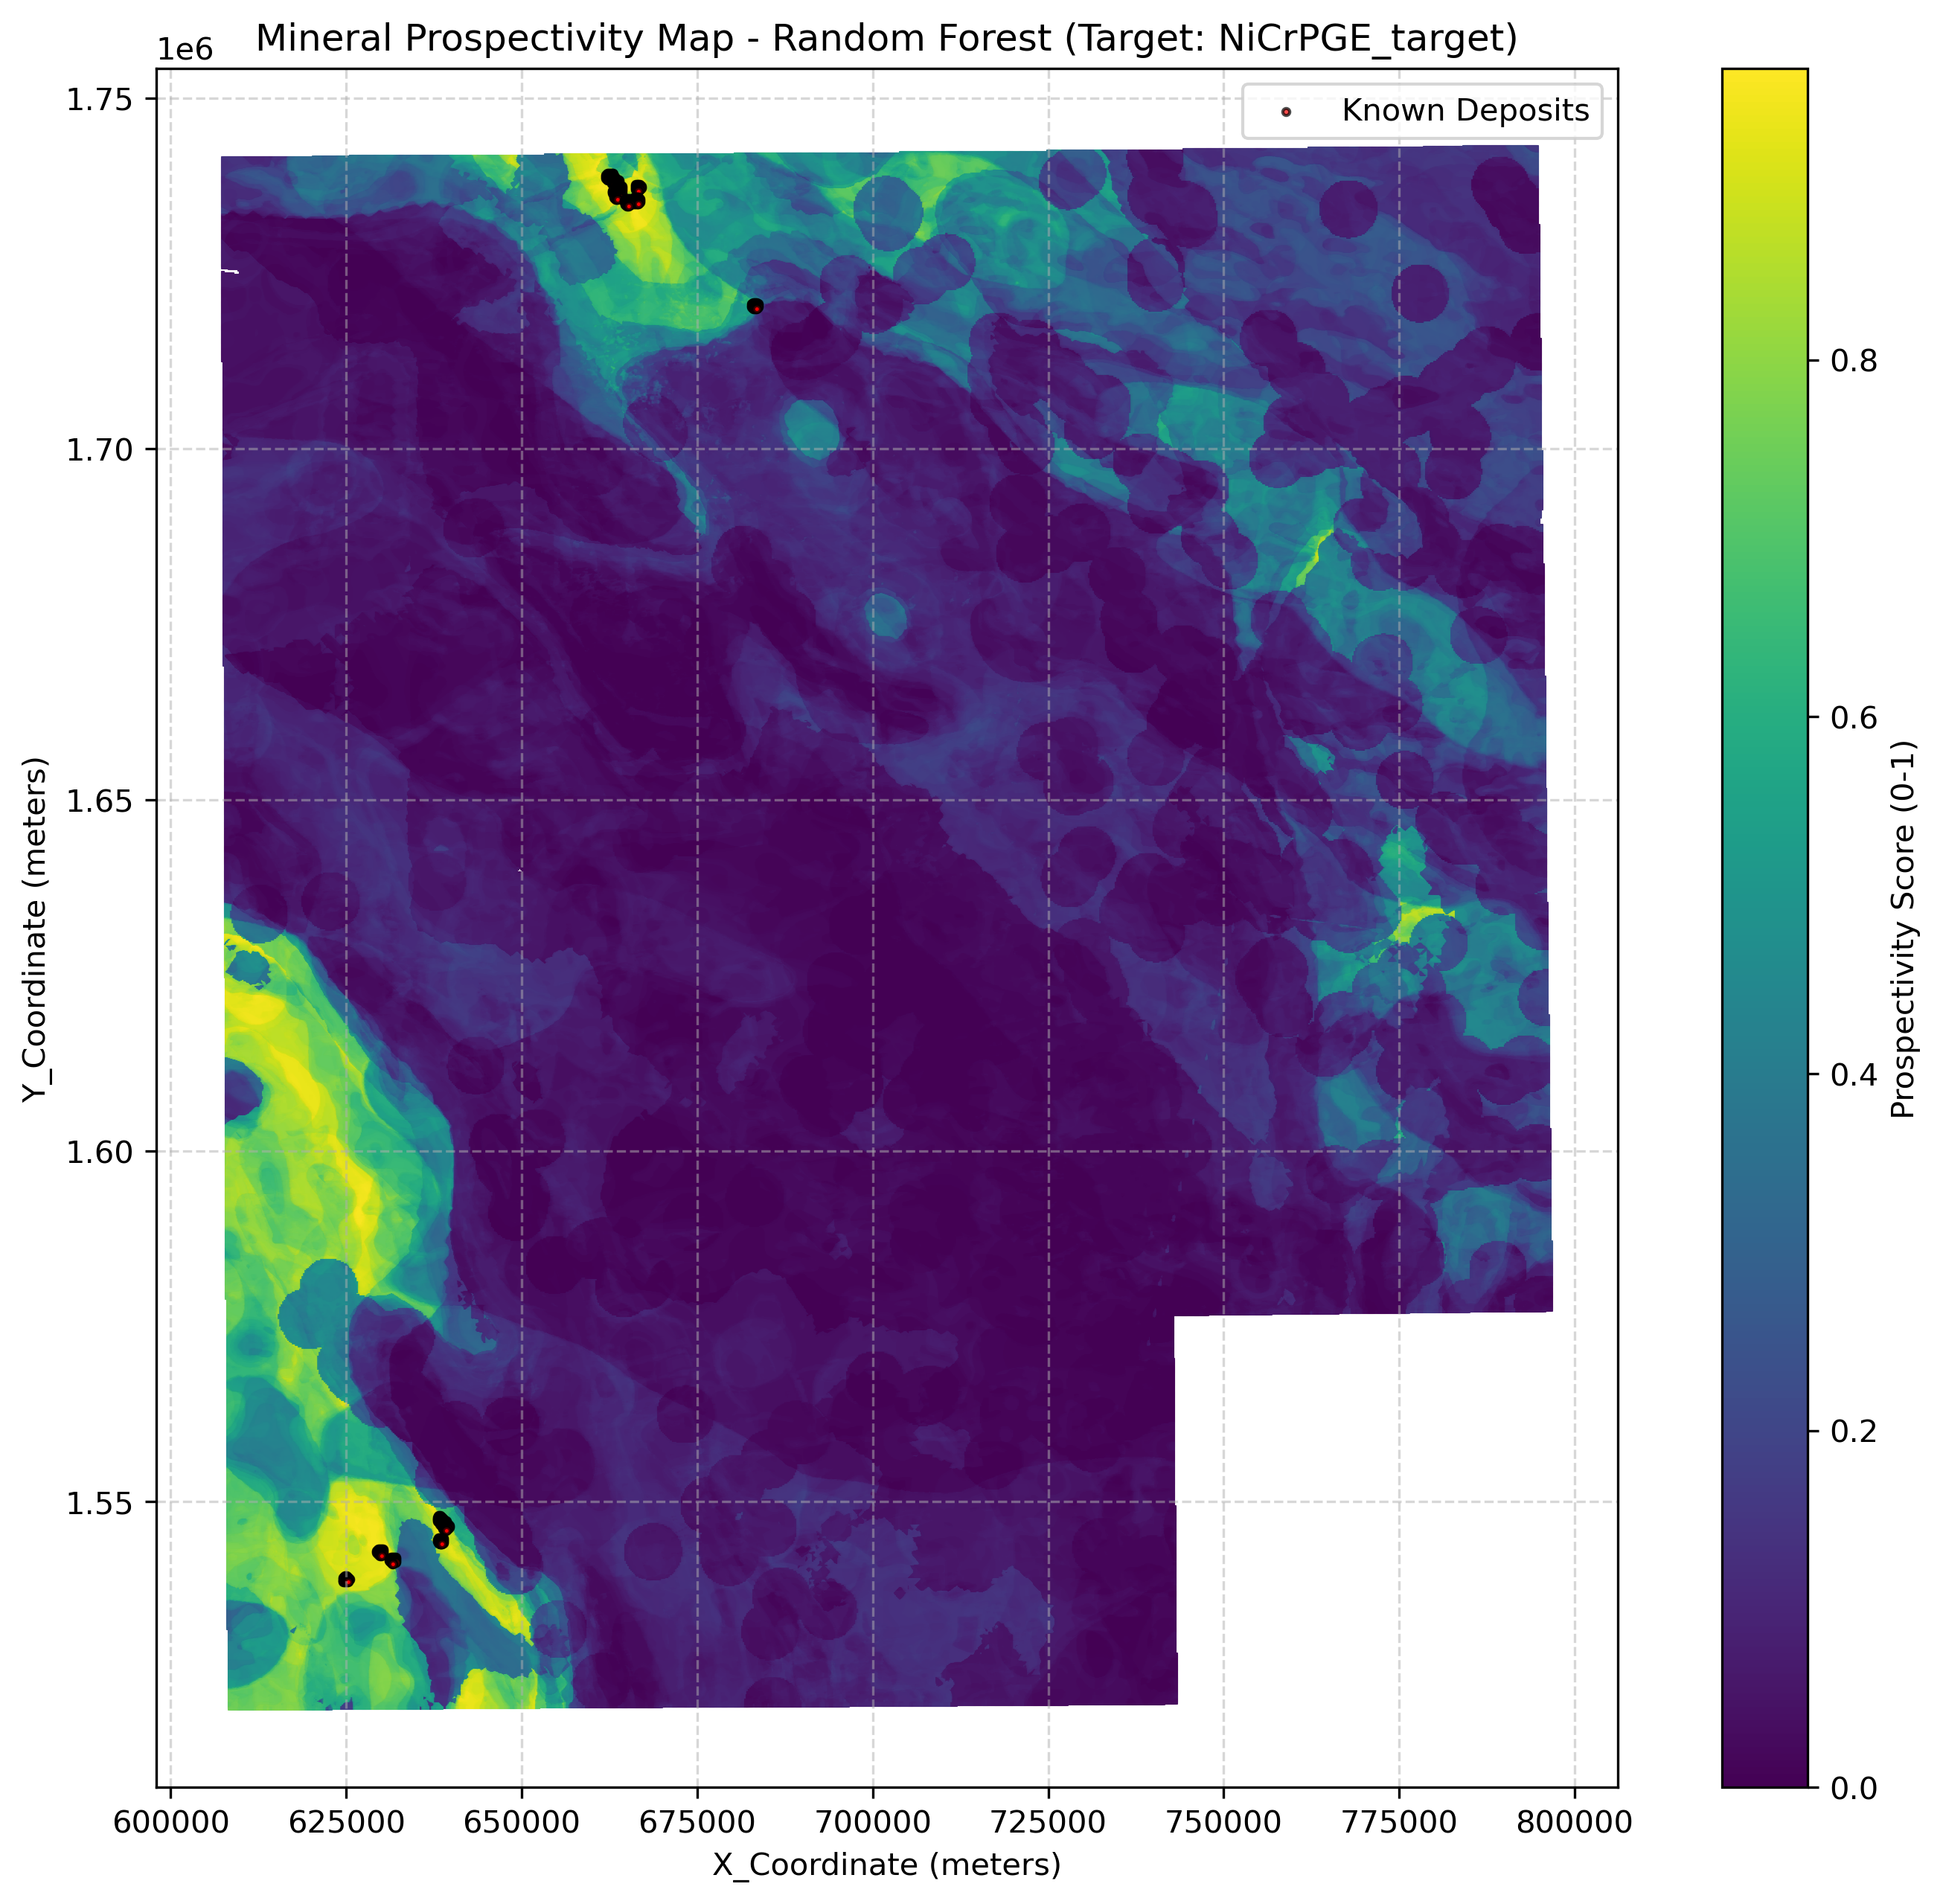 Mineral Prospectivity Map - Random Forest (Target: NiCrPGE_target)
1e6
Known Deposits
1.75
1.70
1.65
1.60
1.55
Y_Coordinate (meters)
600000 625000 650000 675000 700000 725000 750000 775000 800000
X_Coordinate (meters)
0.8
0.6
0.4
0.2
0.0
Prospectivity Score (0-1)